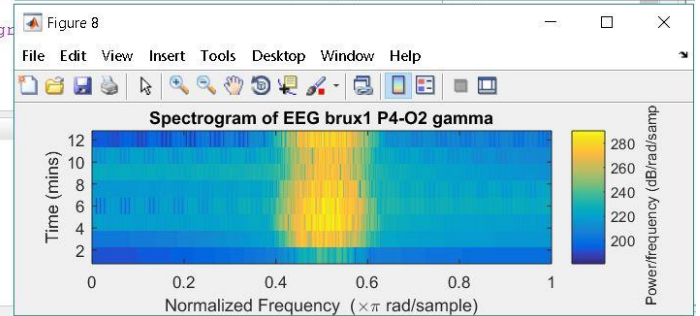 Figure 8
File Edit View Insert Tools Desktop Window Help
Spectrogram of EEG brux1 P4-O2 gamma
12
10
8
6
4
2
Time (mins)
0 0.2 0.4 0.6 0.8 1
Normalized Frequency (×π rad/sample)
280
260
240
220
200
Power/frequency (dB/rad/samp